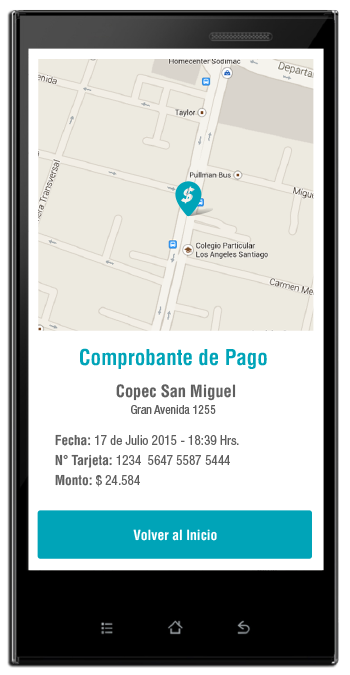 Homecenter Sodimac
Departa
enida
Taylor
Pullman Bus
Migu
era Transversal
$
Colegio Particular
Los Angeles Santiago
Carmen Me
Comprobante de Pago
Copec San Miguel
Gran Avenida 1255
Fecha: 17 de Julio 2015 - 18:39 Hrs.
N° Tarjeta: 1234 5647 5587 5444
Monto: $ 24.584
Volver al Inicio